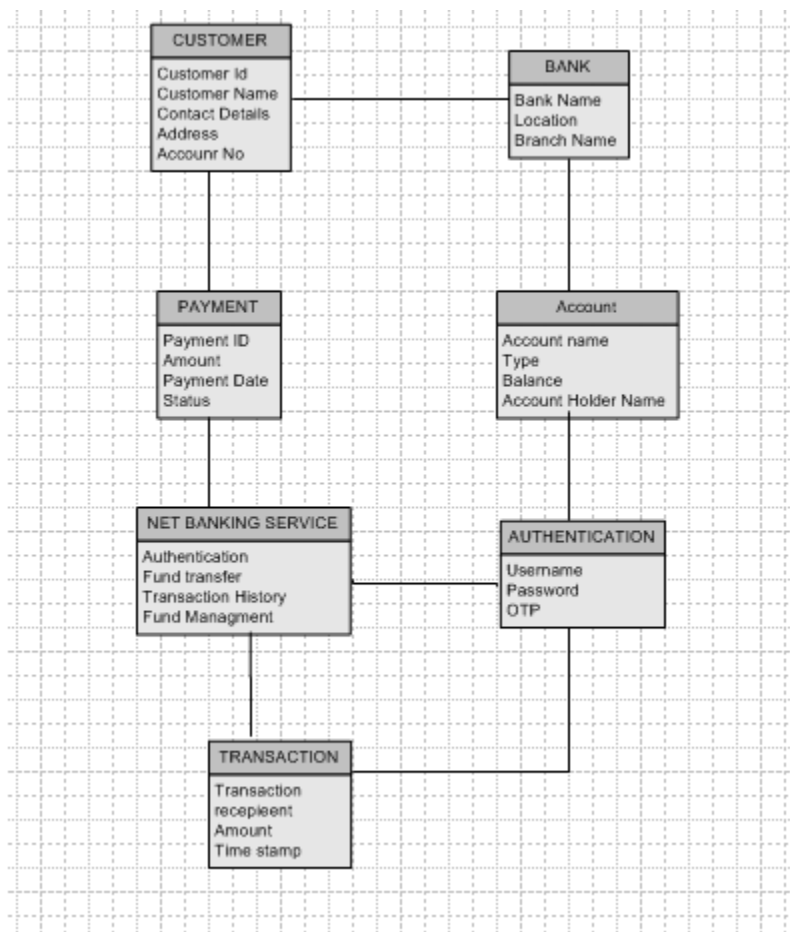 CUSTOMER
Customer Id
Customer Name
Contact Details
Address
Accounr No
BANK
Bank Name
Location
Branch Name
PAYMENT
Payment ID
Amount
Payment Date
Status
Account
Account name
Type
Balance
Account Holder Name
NET BANKING SERVICE
Authentication
Fund transfer
Transaction History
Fund Managment
AUTHENTICATION
Username
Password
OTP
TRANSACTION
Transaction
recepieent
Amount
Time stamp